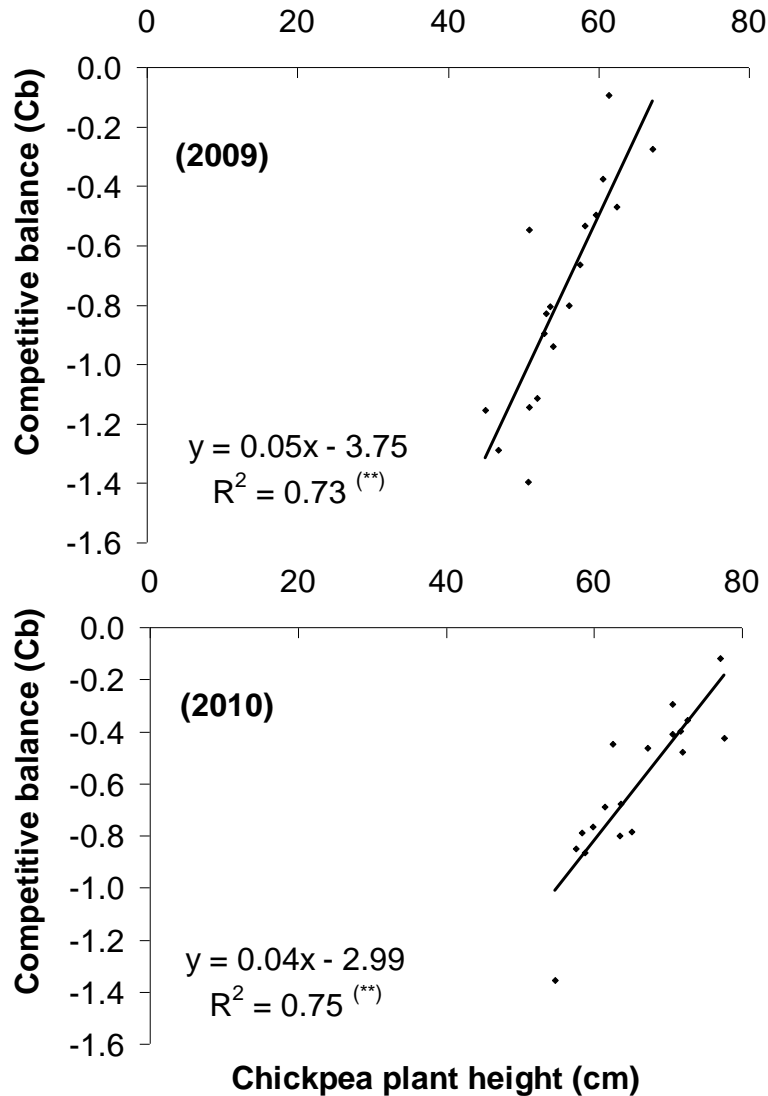 0 20 40 60 80
Competitive balance (Cb)
0.0
-0.2
-0.4
-0.6
-0.8
-1.0
-1.2
-1.4
-1.6
(2009)
y = 0.05x - 3.75
R² = 0.73 (**)
0 20 40 60 80
Competitive balance (Cb)
0.0
-0.2
-0.4
-0.6
-0.8
-1.0
-1.2
-1.4
-1.6
(2010)
y = 0.04x - 2.99
R² = 0.75 (**)
Chickpea plant height (cm)